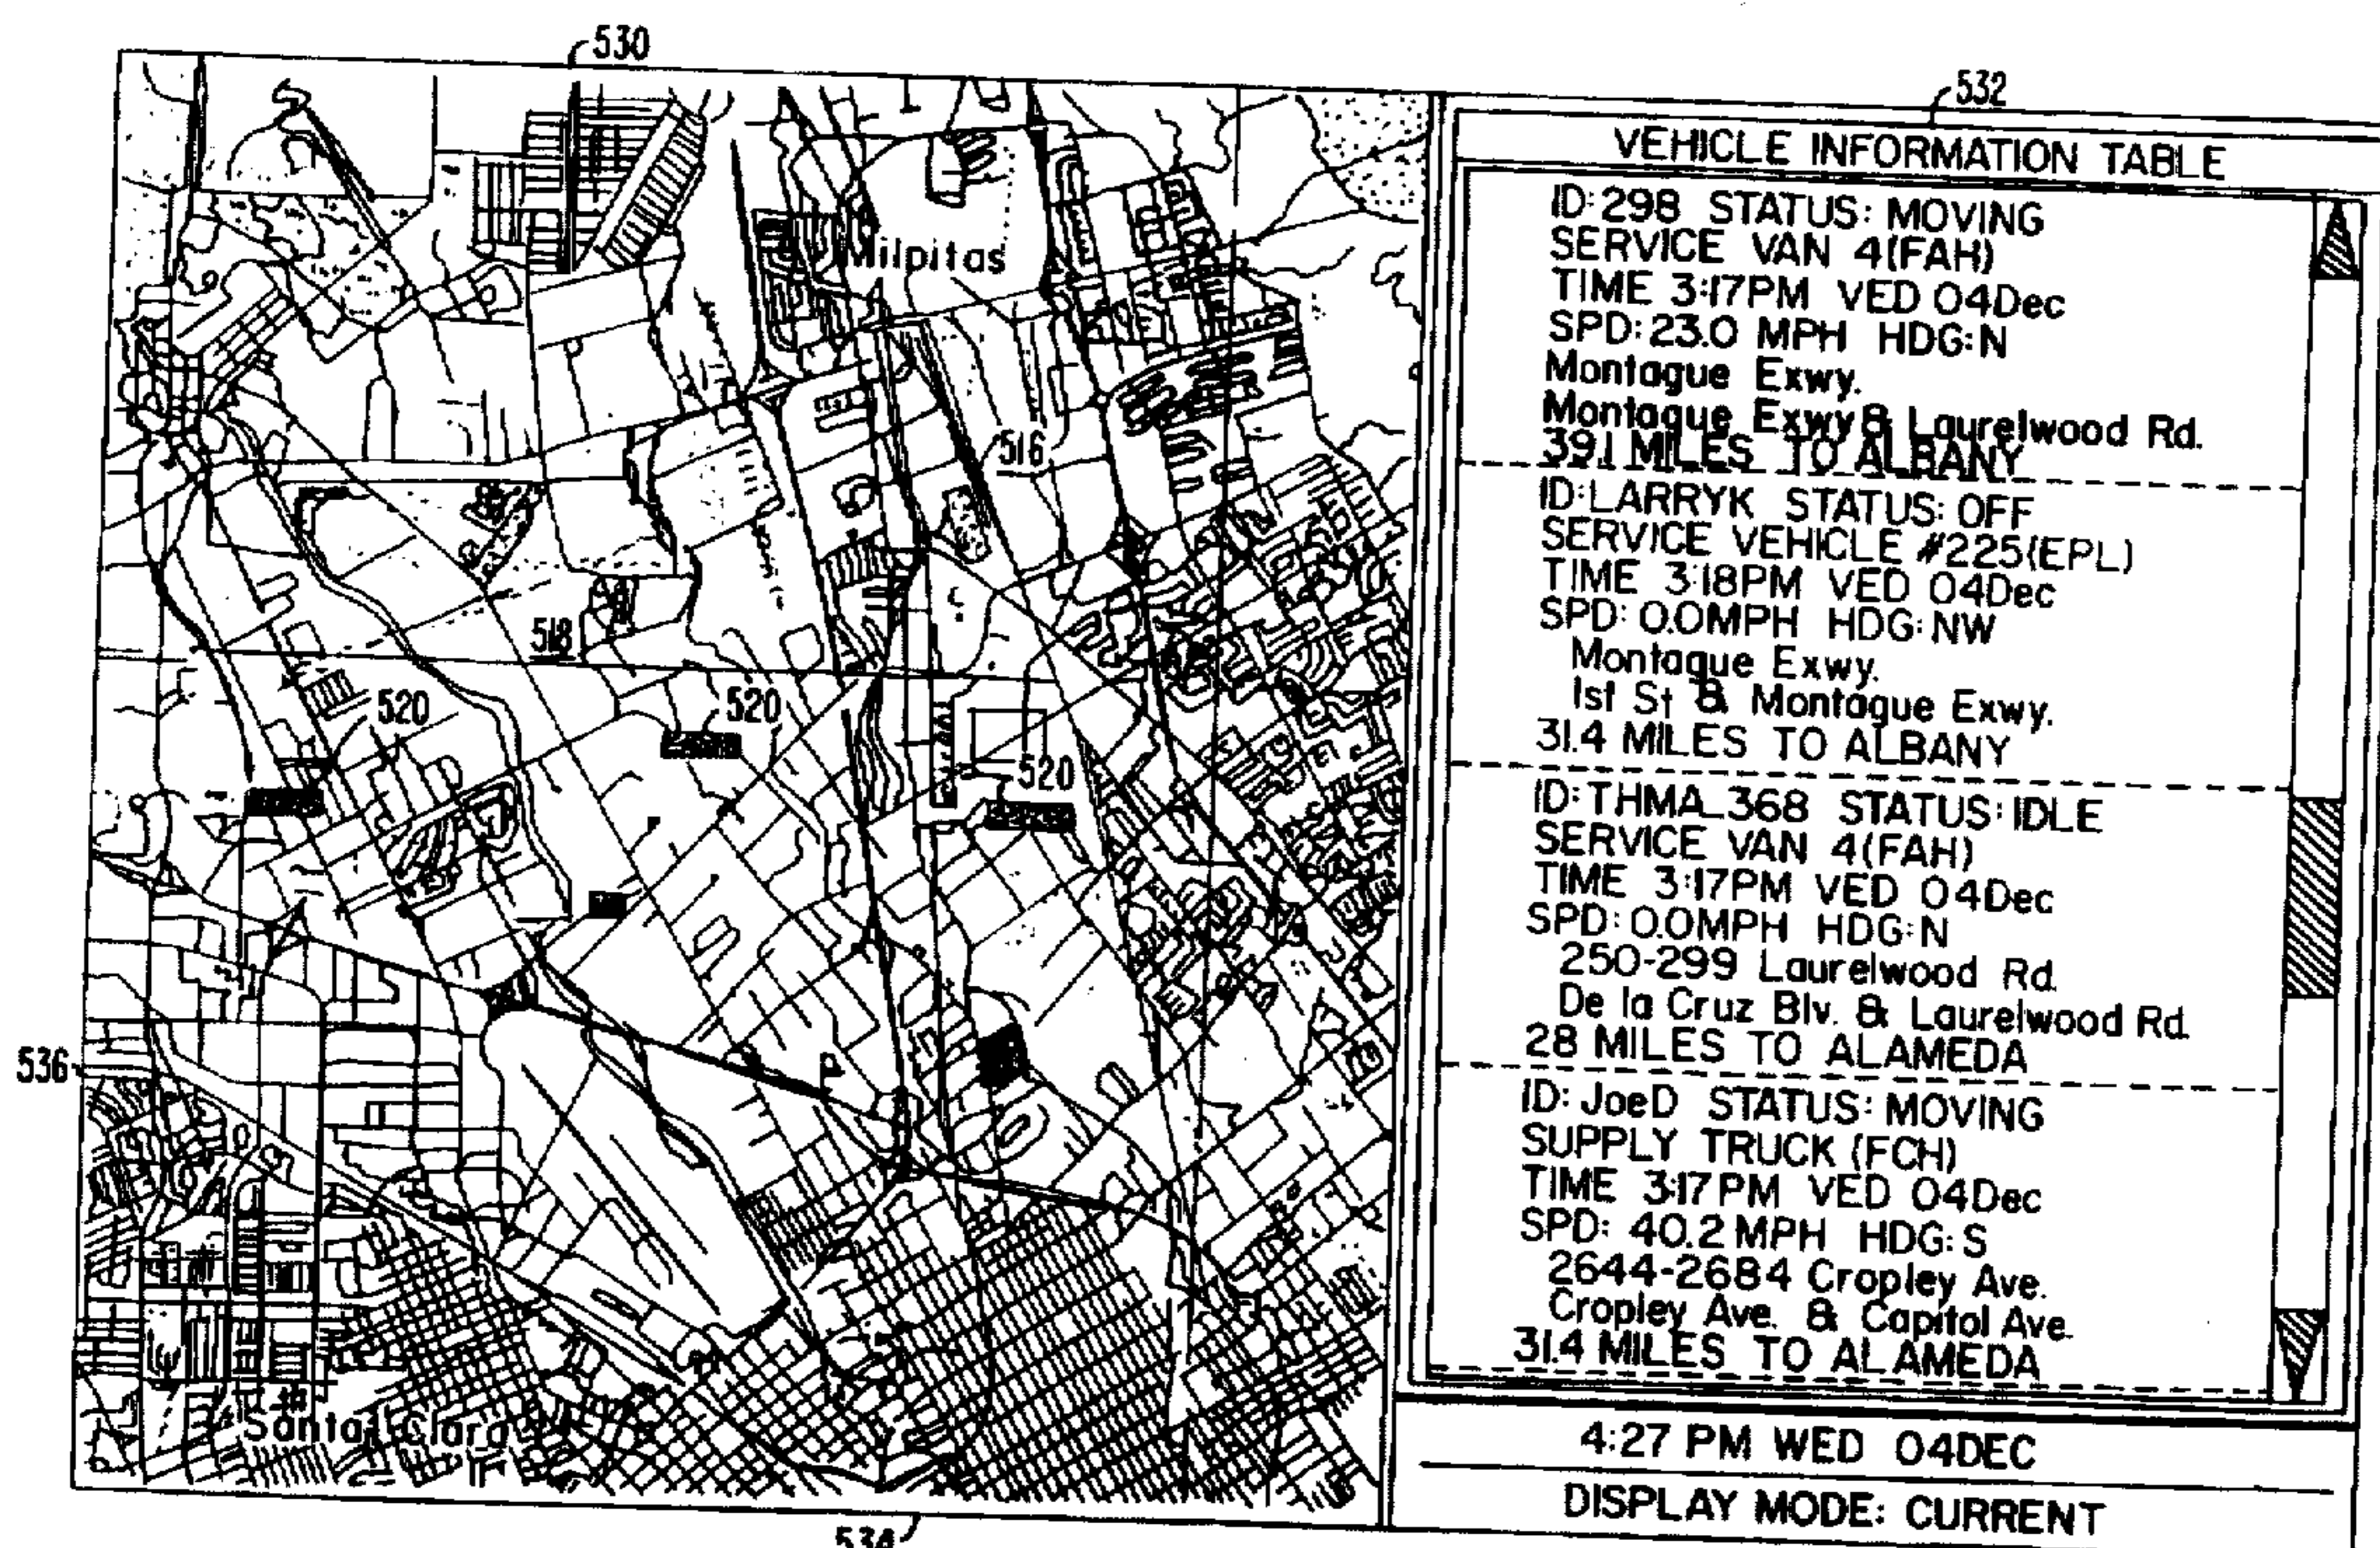 530
532
Milpitas
516
518
520
520
520
536
Santa Clara
534
VEHICLE INFORMATION TABLE
ID:298 STATUS: MOVING
SERVICE VAN 4(FAH)
TIME 3:17PM VED 04Dec
SPD:23.0 MPH HDG:N
Montague Exwy.
Montague Exwy & Laurelwood Rd.
39.1 MILES TO ALBANY
ID:LARRYK STATUS: OFF
SERVICE VEHICLE #225(EPL)
TIME 3:18PM VED 04Dec
SPD: 0.0MPH HDG:NW
Montague Exwy.
1st St & Montague Exwy.
31.4 MILES TO ALBANY
ID:THMA_368 STATUS:IDLE
SERVICE VAN 4(FAH)
TIME 3:17PM VED 04Dec
SPD:0.0MPH HDG:N
250-299 Laurelwood Rd.
De la Cruz Blv. & Laurelwood Rd.
28 MILES TO ALAMEDA
ID: JoeD STATUS: MOVING
SUPPLY TRUCK (FCH)
TIME 3:17PM VED 04Dec
SPD: 40.2 MPH HDG:S
2644-2684 Cropley Ave.
Cropley Ave. & Capitol Ave.
31.4 MILES TO ALAMEDA
4:27 PM WED 04DEC
DISPLAY MODE: CURRENT